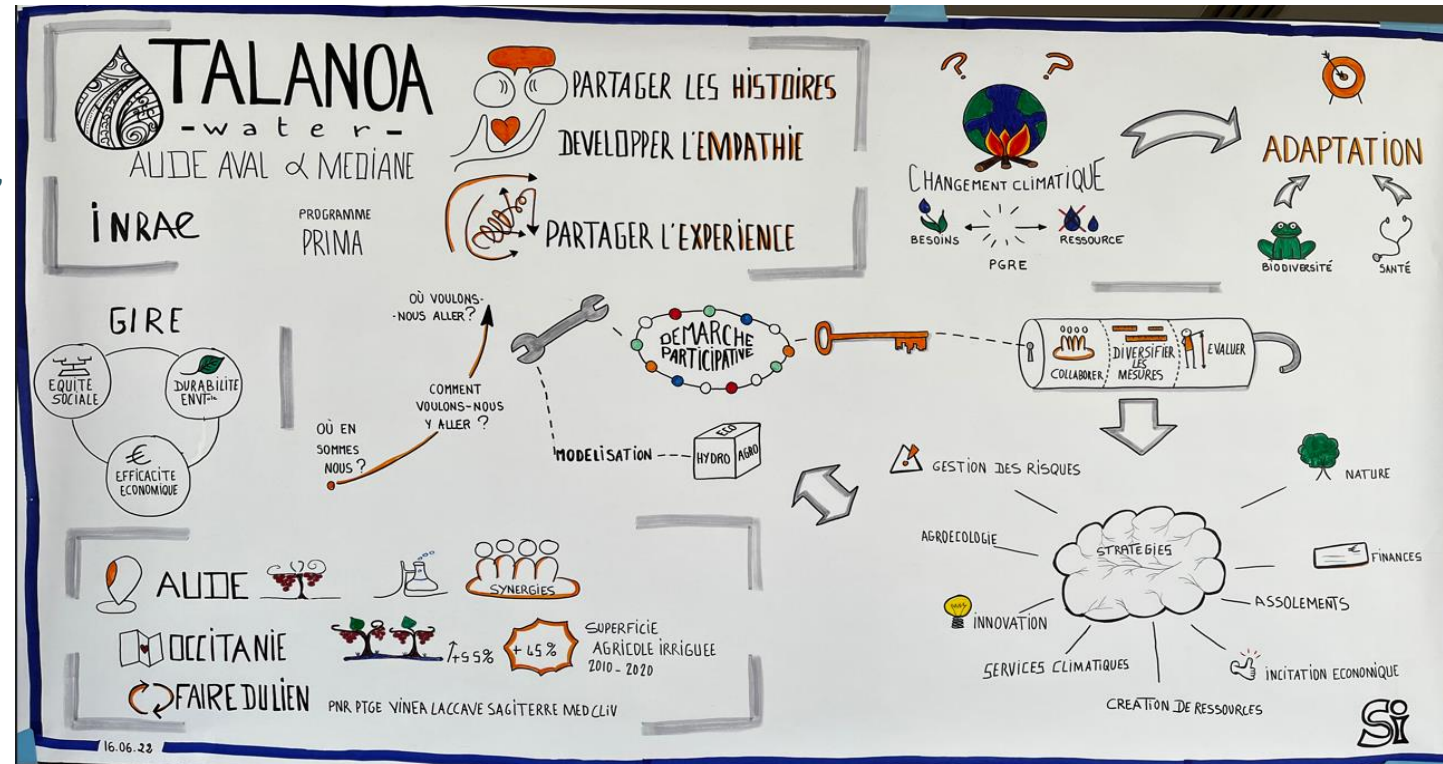 TALANOA
-water-
AUDE AVAL & MEDIANE
INRAE
PROGRAMME
PRIMA
PARTAGER LES HISTOIRES
DEVELOPPER L'EMPATHIE
PARTAGER L'EXPERIENCE
? ?
CHANGEMENT CLIMATIQUE
BESOINS
RESSOURCE
PGRE
ADAPTATION
BIODIVERSITÉ
SANTÉ
GIRE
EQUITE
SOCIALE
DURABILITE
ENVT-ale
€
EFFICACITE
ECONOMIQUE
OÙ EN
SOMMES
NOUS?
COMMENT
VOULONS-NOUS
Y ALLER ?
OÙ VOULONS-
-NOUS ALLER?
DEMARCHE
PARTICIPATIVE
MODELISATION
ECO
HYDRO
AGRO
COLLABORER
DIVERSIFIER
LES
MESURES
EVALUER
STRATEGIES
GESTION DES RISQUES
NATURE
AGROECOLOGIE
FINANCES
INNOVATION
ASSOLEMENTS
SERVICES CLIMATIQUES
INCITATION ECONOMIQUE
CREATION DE RESSOURCES
AUDE
SYNERGIES
OCCITANIE
+55%
+45%
SUPERFICIE
AGRICOLE IRRIGUEE
2010-2020
FAIRE DU LIEN
PNR PTGE VINEA LACCAVE SAGITERRE MEDCLIV
16.06.22
Si